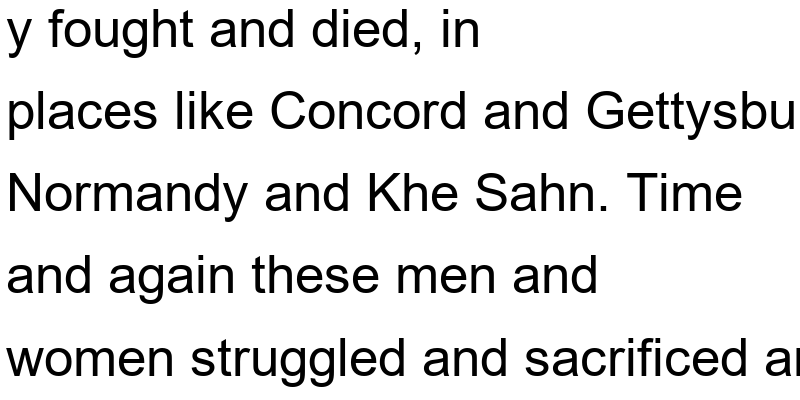 y fought and died, in
places like Concord and Gettysbu
Normandy and Khe Sahn. Time
and again these men and
women struggled and sacrificed ar